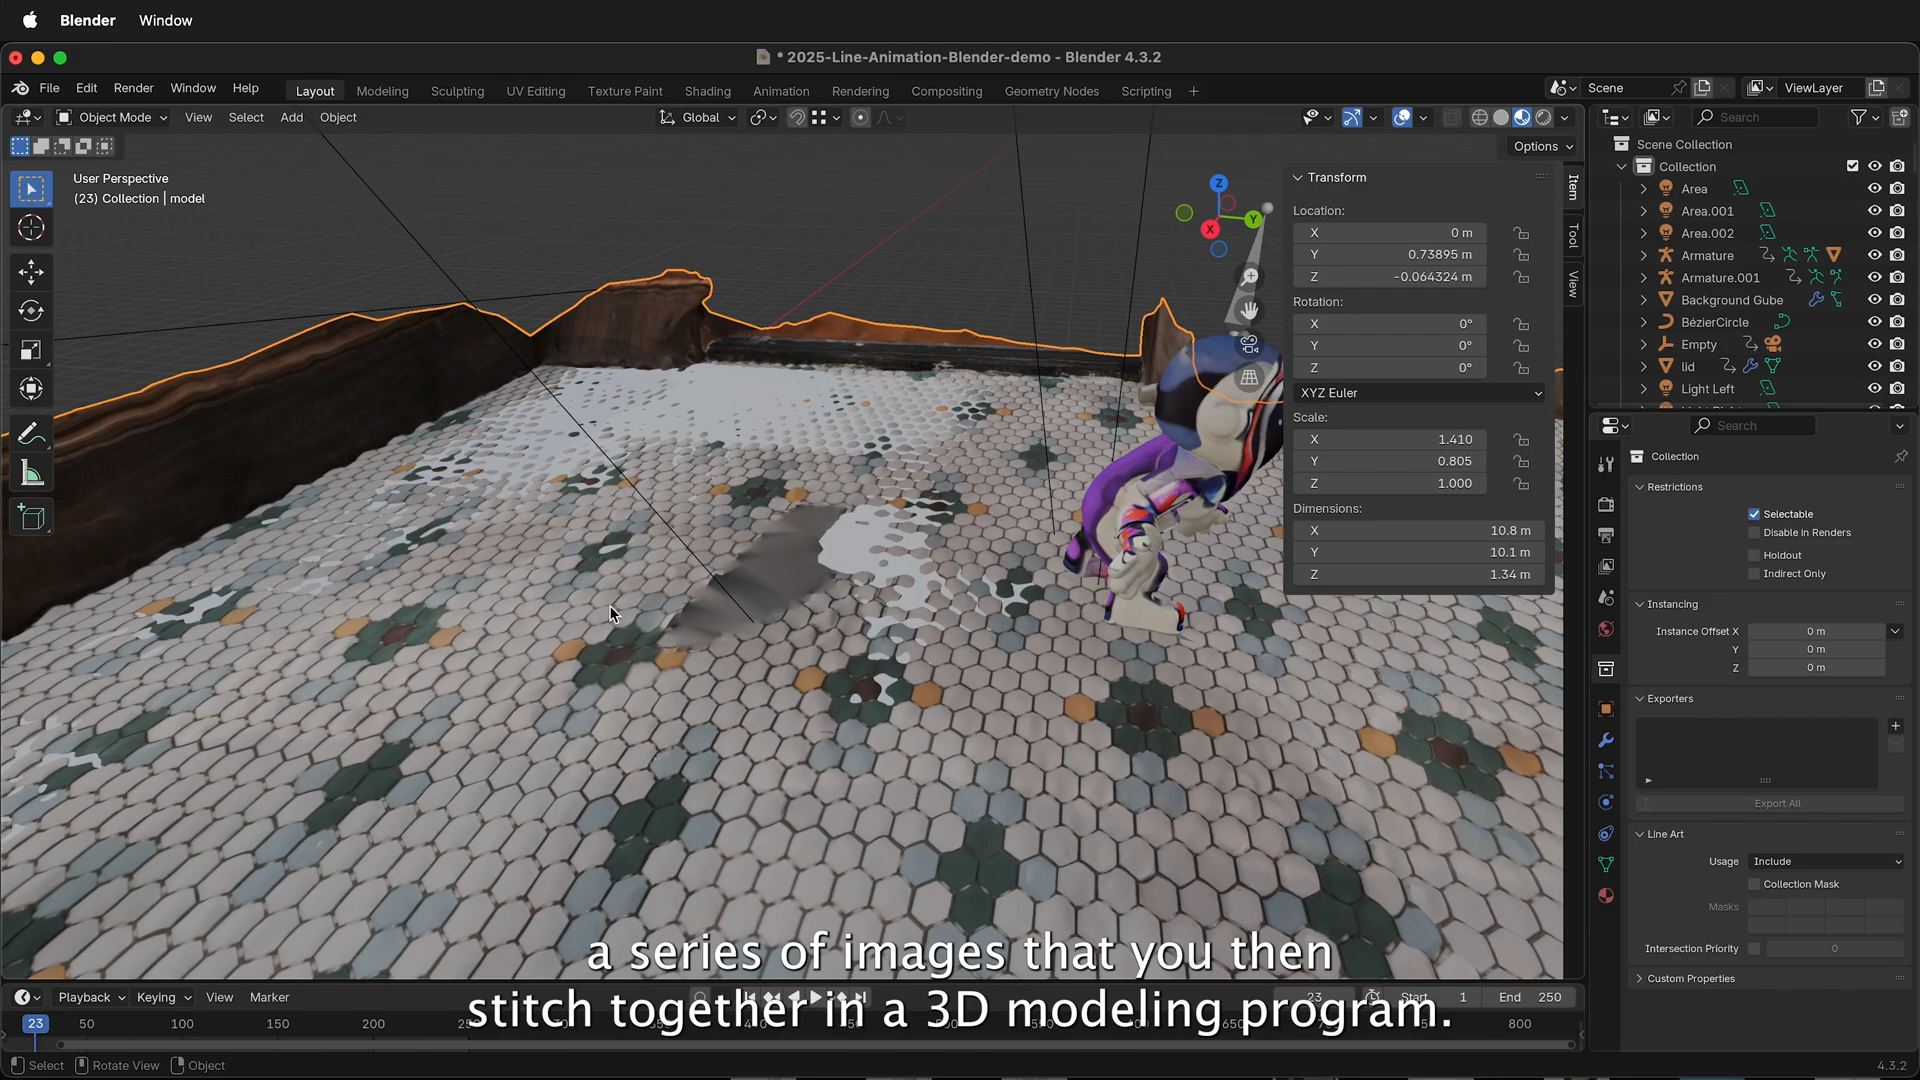 Blender Window
* 2025-Line-Animation-Blender-demo - Blender 4.3.2
File Edit Render Window Help Layout Modeling Sculpting UV Editing Texture Paint Shading Animation Rendering Compositing Geometry Nodes Scripting + Scene ViewLayer
Object Mode View Select Add Object Global Search
Options
User Perspective
(23) Collection | model
Z
Y
X
Transform
Location:
X 0 m
Y 0.73895 m
Z -0.064324 m
Rotation:
X 0°
Y 0°
Z 0°
XYZ Euler
Scale:
X 1.410
Y 0.805
Z 1.000
Dimensions:
X 10.8 m
Y 10.1 m
Z 1.34 m
Item
Tool
View
Scene Collection
Collection
Area
Area.001
Area.002
Armature
Armature.001
Background Gube
BézierCircle
Empty
lid
Light Left
Search
Collection
Restrictions
Selectable
Disable in Renders
Holdout
Indirect Only
Instancing
Instance Offset X 0 m
Y 0 m
Z 0 m
Exporters
Export All
Line Art
Usage Include
Collection Mask
Masks
Intersection Priority 0
Custom Properties
a series of images that you then
stitch together in a 3D modeling program.
Playback Keying View Marker 23 Start 1 End 250
23 50 100 150 200 800
Select Rotate View Object 4.3.2